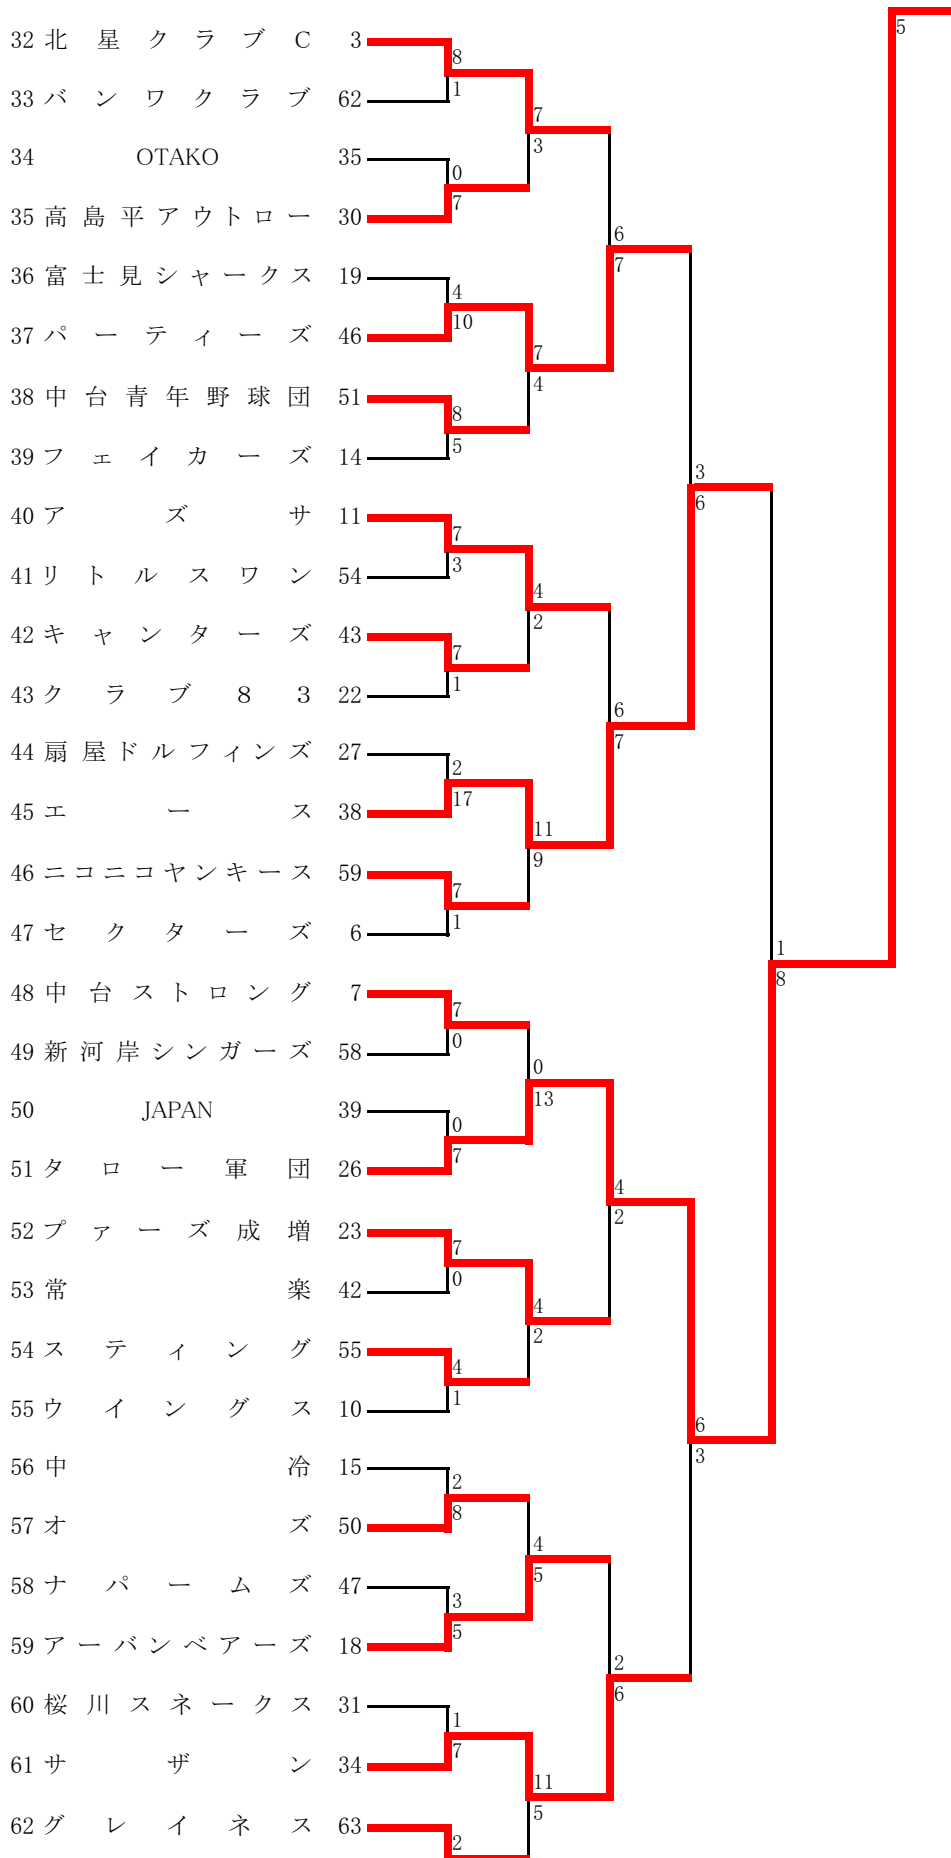 5
32 北星クラブC 3
8
1
33 バンワクラブ 62
7
3
34 OTAKO 35
0
7
35 高島平アウトロー 30
6
7
36 富士見シャークス 19
4
10
37 パーティーズ 46
7
4
38 中台青年野球団 51
8
5
39 フェイカーズ 14
3
6
40 アズサ 11
7
3
41 リトルスワン 54
4
2
42 キャンターズ 43
7
1
43 クラブ８３ 22
6
7
44 扇屋ドルフィンズ 27
2
17
45 エース 38
11
9
46 ニコニコヤンキース 59
7
1
47 セクターズ 6
1
8
48 中台ストロング 7
7
0
49 新河岸シンガーズ 58
0
13
50 JAPAN 39
0
7
51 タロー軍団 26
4
2
52 プァーズ成増 23
7
0
53 常楽 42
4
2
54 スティング 55
4
1
55 ウイングス 10
6
3
56 中冷 15
2
8
57 オズ 50
4
5
58 ナパームズ 47
3
5
59 アーバンベアーズ 18
2
6
60 桜川スネークス 31
1
7
61 サザン 34
11
5
62 グレイネス 63
2